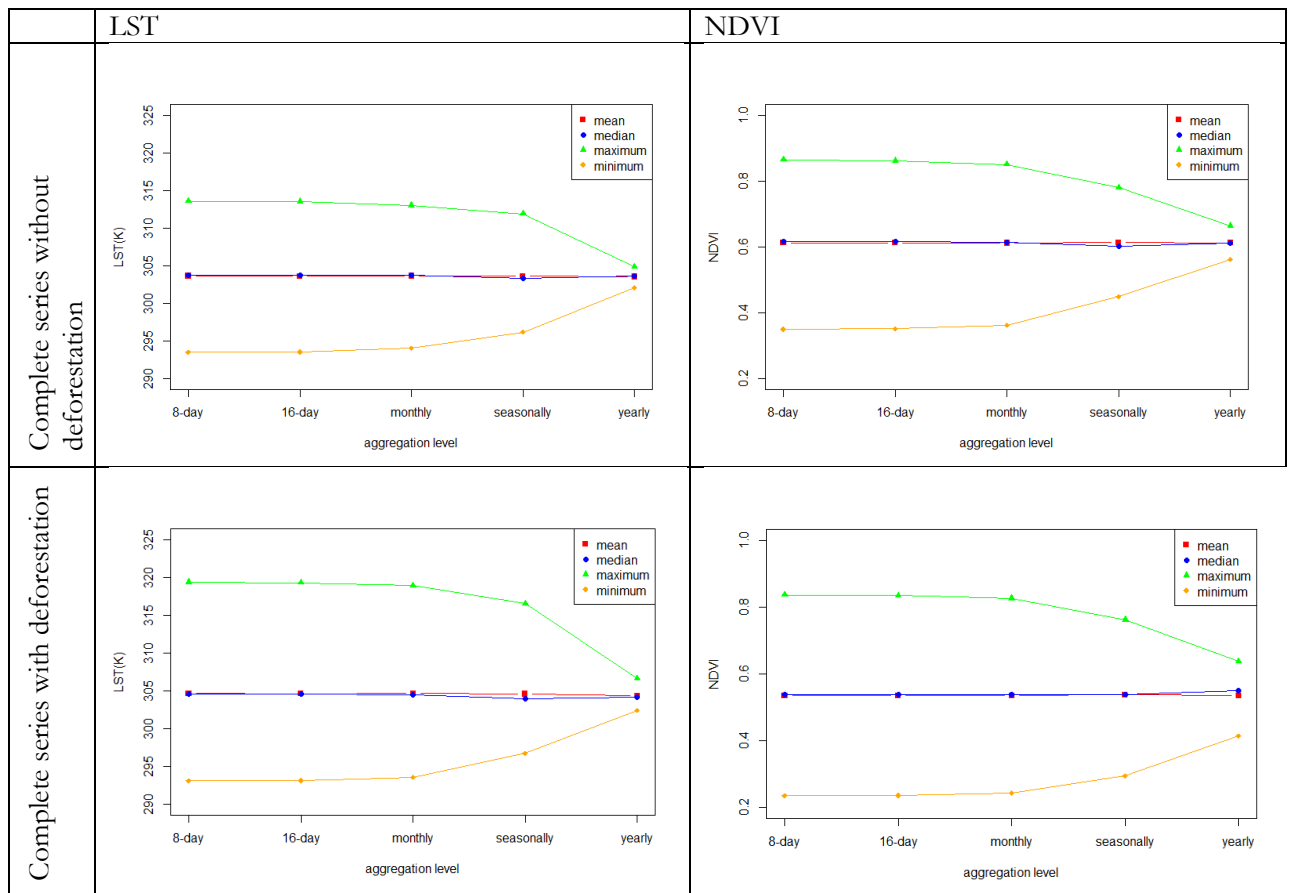 LST
NDVI
Complete series without
deforestation
325
320
315
310
305
300
295
290
LST(K)
mean
median
maximum
minimum
8-day
16-day
monthly
seasonally
yearly
aggregation level
1.0
0.8
0.6
0.4
0.2
NDVI
mean
median
maximum
minimum
8-day
16-day
monthly
seasonally
yearly
aggregation level
Complete series with deforestation
325
320
315
310
305
300
295
290
LST(K)
mean
median
maximum
minimum
8-day
16-day
monthly
seasonally
yearly
aggregation level
1.0
0.8
0.6
0.4
0.2
NDVI
mean
median
maximum
minimum
8-day
16-day
monthly
seasonally
yearly
aggregation level